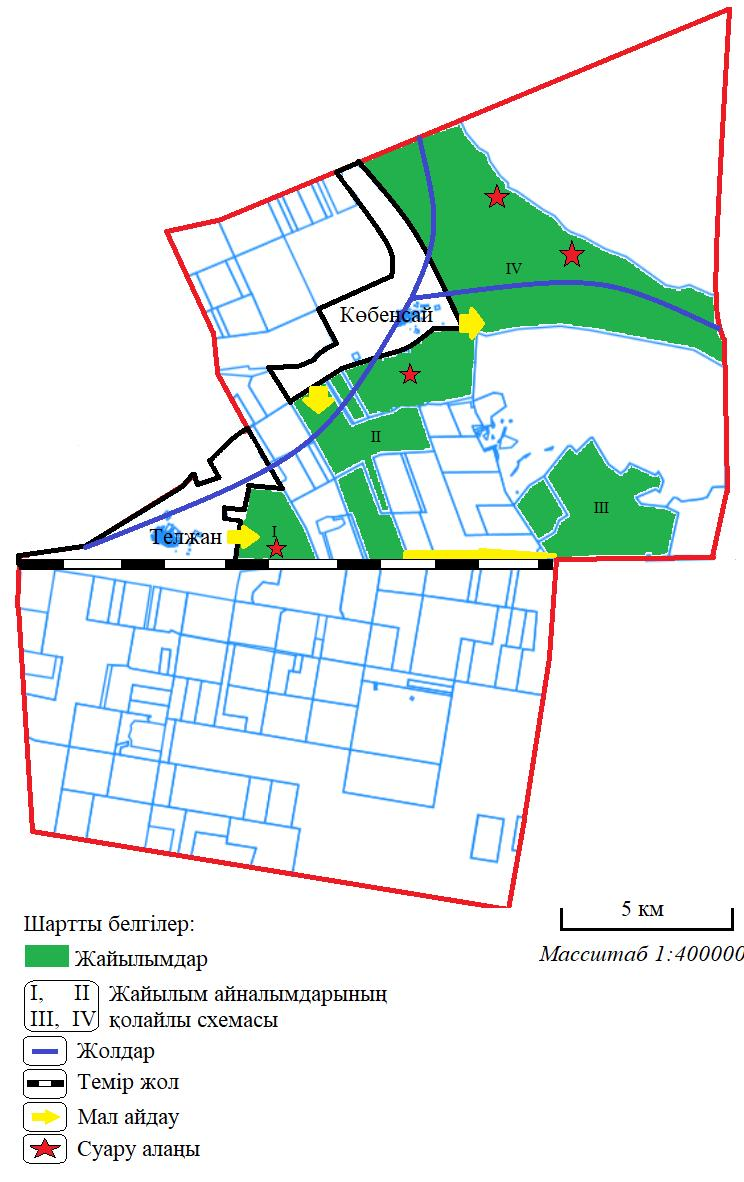 IV
Көбенсай
II
III
Телжан
I
5 км
Масштаб 1:400000
Шартты белгілер:
Жайылымдар
I, II
III, IV
Жайылым айналымдарының
қолайлы схемасы
Жолдар
Темір жол
Мал айдау
Суару алаңы